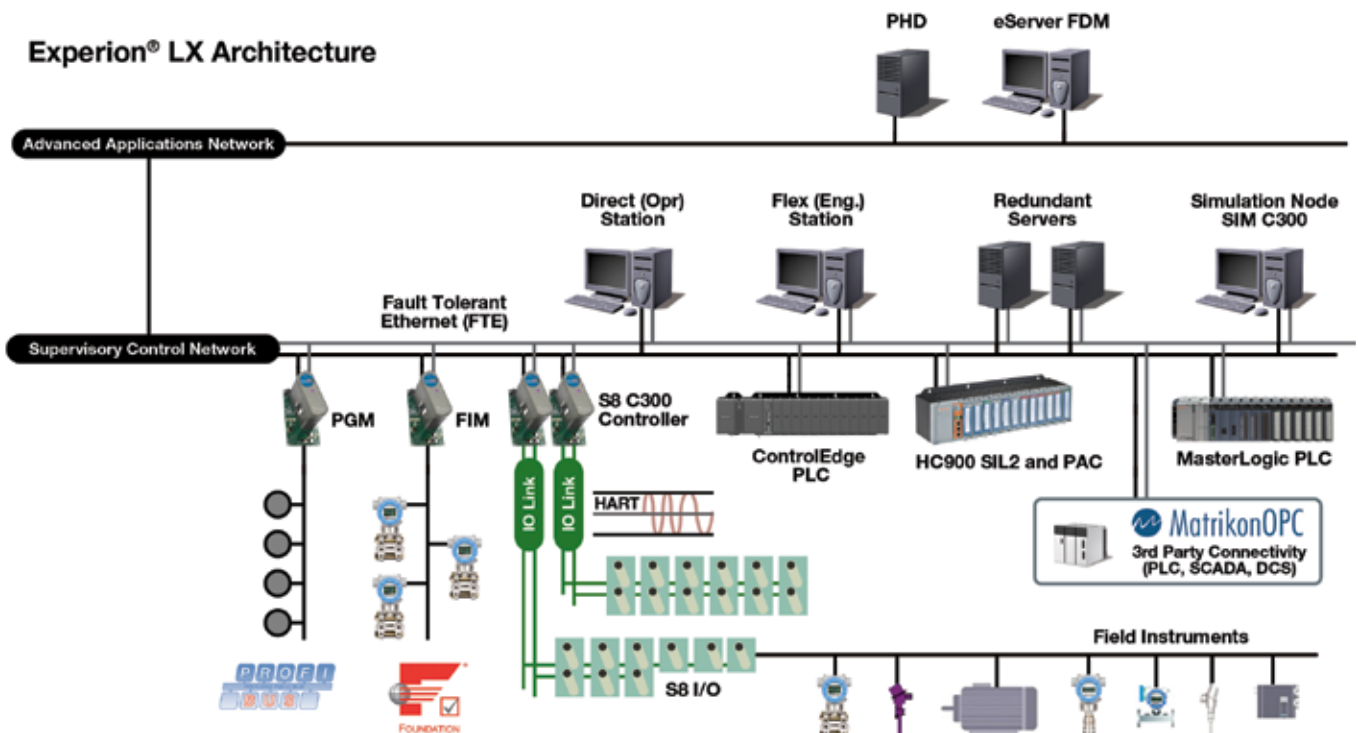 PHD
eServer FDM
Experion® LX Architecture
Advanced Applications Network
Direct (Opr)
Station
Flex (Eng.)
Station
Redundant
Servers
Simulation Node
SIM C300
Fault Tolerant
Ethernet (FTE)
Supervisory Control Network
PGM
FIM
S8 C300
Controller
ControlEdge
PLC
HC900 SIL2 and PAC
MasterLogic PLC
IO Link
IO Link
HART
MatrikonOPC
3rd Party Connectivity
(PLC, SCADA, DCS)
Field Instruments
S8 I/O
PROFI
BUS
FOUNDATION